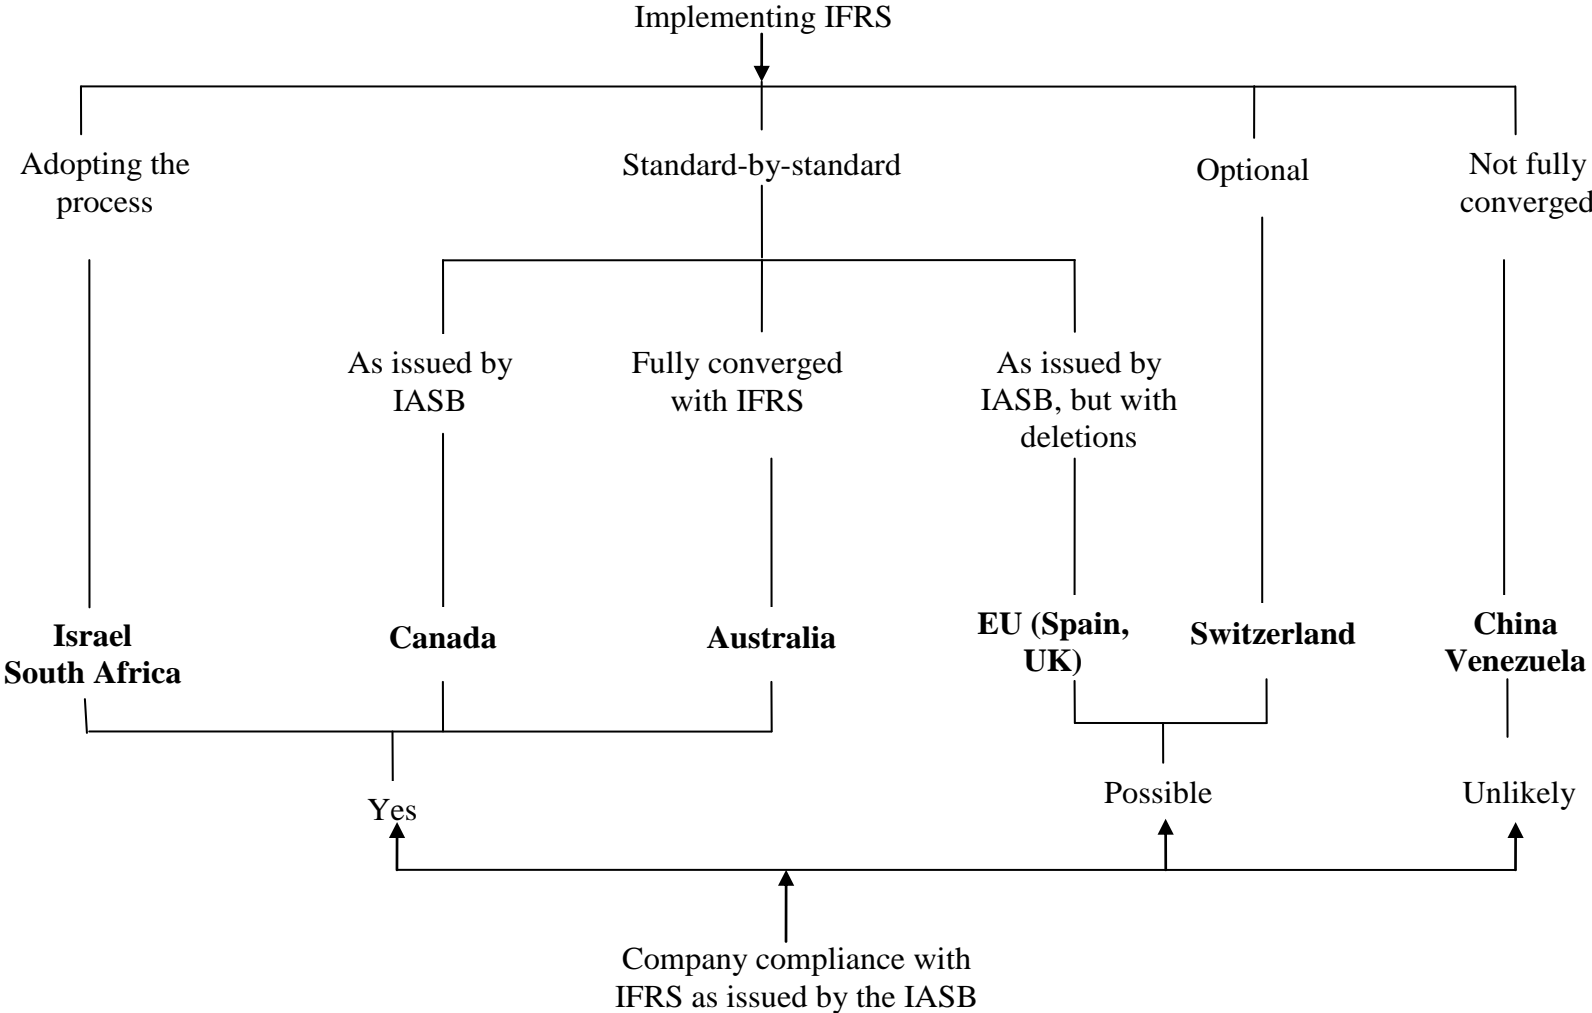 Implementing IFRS
Adopting the
process
Standard-by-standard
Optional
Not fully
converged
As issued by
IASB
Fully converged
with IFRS
As issued by
IASB, but with
deletions
Israel
South Africa
Canada
Australia
EU (Spain,
UK)
Switzerland
China
Venezuela
Yes
Possible
Unlikely
Company compliance with
IFRS as issued by the IASB